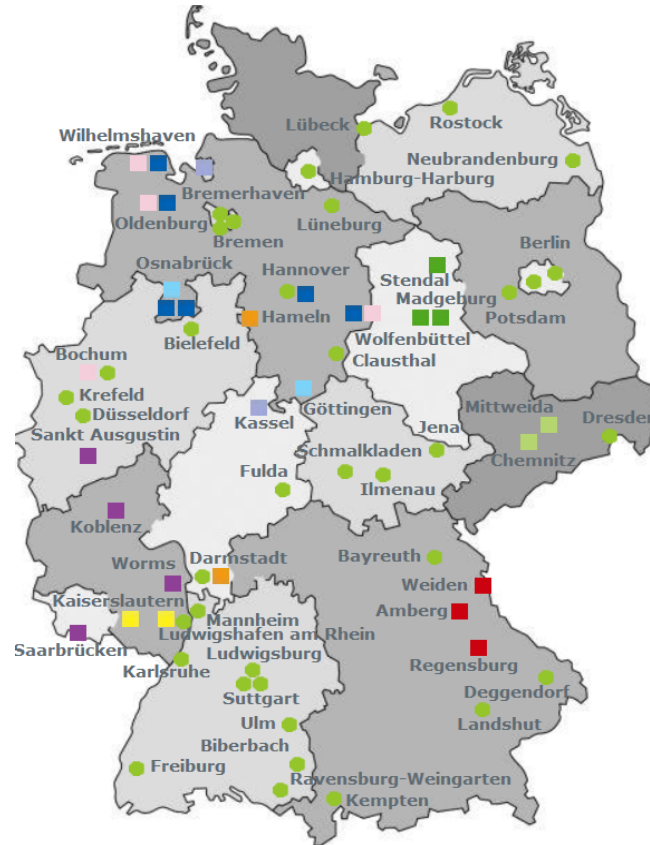 Wilhelmshaven
Lübeck
Rostock
Neubrandenburg
Hamburg-Harburg
Bremerhaven
Oldenburg
Lüneburg
Bremen
Berlin
Osnabrück
Hannover
Stendal
Madgeburg
Potsdam
Hameln
Bielefeld
Wolfenbüttel
Clausthal
Bochum
Krefeld
Düsseldorf
Göttingen
Mittweida
Kassel
Dresden
Sankt Ausgustin
Jena
Schmalkladen
Chemnitz
Fulda
Ilmenau
Koblenz
Darmstadt
Bayreuth
Worms
Weiden
Kaiserslautern
Amberg
Mannheim
Ludwigshafen am Rhein
Saarbrücken
Ludwigsburg
Karlsruhe
Regensburg
Deggendorf
Suttgart
Landshut
Ulm
Biberbach
Freiburg
Ravensburg-Weingarten
Kempten